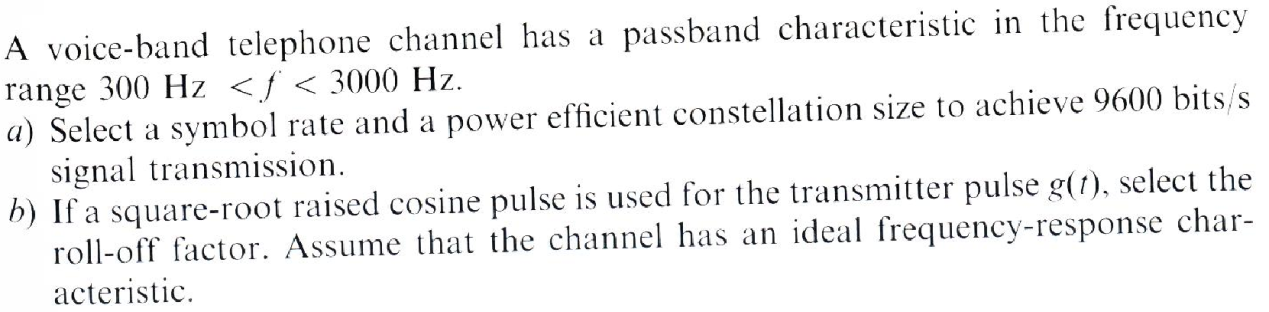 A voice-band telephone channel has a passband characteristic in the frequency
range 300 Hz < f < 3000 Hz.
a) Select a symbol rate and a power efficient constellation size to achieve 9600 bits/s
signal transmission.
b) If a square-root raised cosine pulse is used for the transmitter pulse g(t), select the
roll-off factor. Assume that the channel has an ideal frequency-response char-
acteristic.